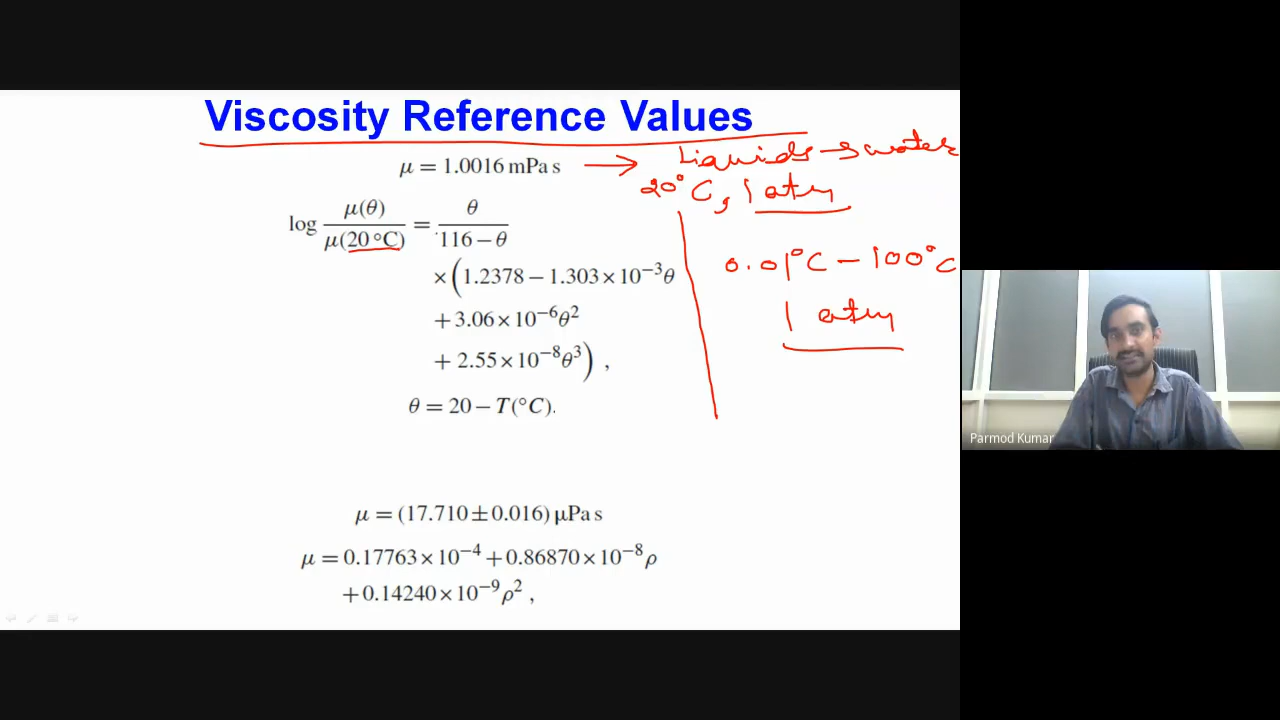 Viscosity Reference Values
μ = 1.0016 mPa s → Liquids → water
20°C, 1 atm
log μ(θ) / μ(20 °C) = θ / 116 − θ
0.01°C − 100°C
× (1.2378 − 1.303 × 10⁻³θ
+ 3.06 × 10⁻⁶θ²
1 atm
+ 2.55 × 10⁻⁸θ³) ,
θ = 20 − T(°C).
Parmod Kumar
μ = (17.710 ± 0.016) μPa s
μ = 0.17763 × 10⁻⁴ + 0.86870 × 10⁻⁸ρ
+ 0.14240 × 10⁻⁹ρ² ,